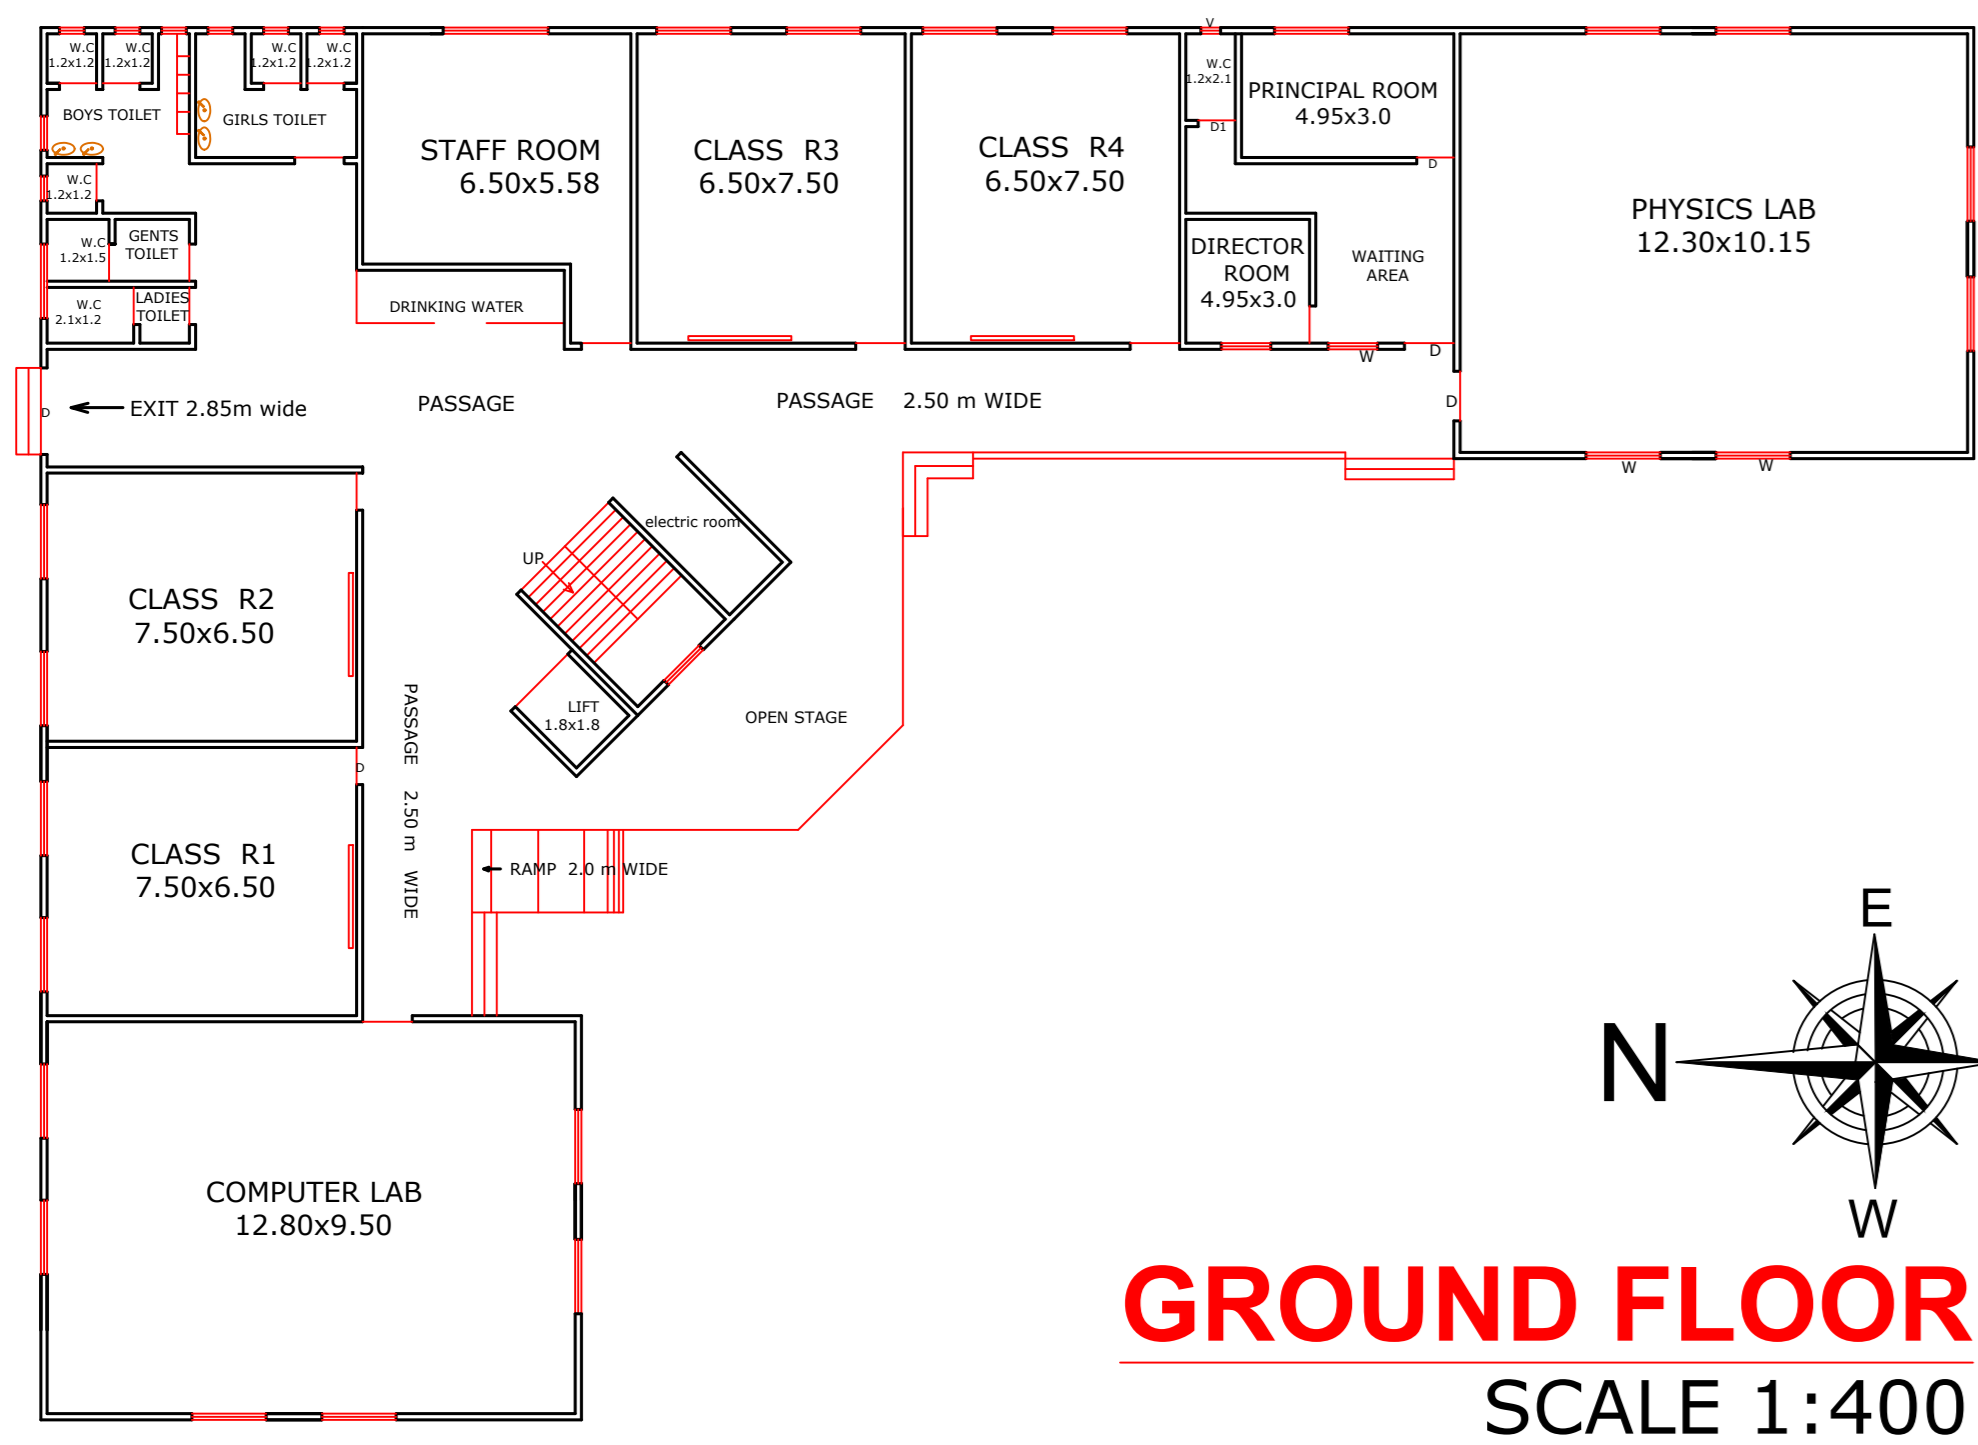 V
W.C
1.2x1.2
W.C
1.2x1.2
W.C
1.2x1.2
W.C
1.2x1.2
BOYS TOILET
GIRLS TOILET
W.C
1.2x1.2
GENTS
TOILET
W.C
1.2x1.5
LADIES
TOILET
W.C
2.1x1.2
STAFF ROOM
6.50x5.58
DRINKING WATER
CLASS R3
6.50x7.50
CLASS R4
6.50x7.50
W.C
1.2x2.1
D1
PRINCIPAL ROOM
4.95x3.0
D
DIRECTOR
ROOM
4.95x3.0
WAITING
AREA
W
D
PHYSICS LAB
12.30x10.15
D
W
W
D
EXIT 2.85m wide
PASSAGE
PASSAGE 2.50 m WIDE
electric room
UP
LIFT
1.8x1.8
OPEN STAGE
CLASS R2
7.50x6.50
PASSAGE 2.50 m WIDE
D
CLASS R1
7.50x6.50
RAMP 2.0 m WIDE
COMPUTER LAB
12.80x9.50
E
N
W
GROUND FLOOR
SCALE 1:400